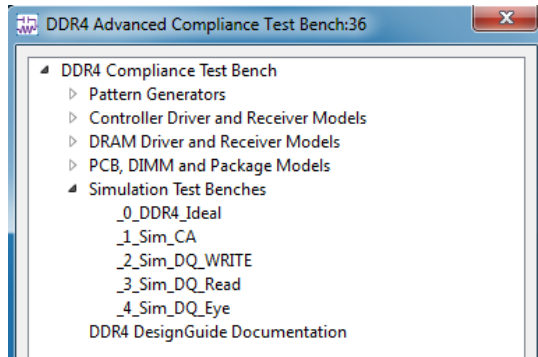 DDR4 Advanced Compliance Test Bench:36
DDR4 Compliance Test Bench
Pattern Generators
Controller Driver and Receiver Models
DRAM Driver and Receiver Models
PCB, DIMM and Package Models
Simulation Test Benches
_0_DDR4_Ideal
_1_Sim_CA
_2_Sim_DQ_WRITE
_3_Sim_DQ_Read
_4_Sim_DQ_Eye
DDR4 DesignGuide Documentation